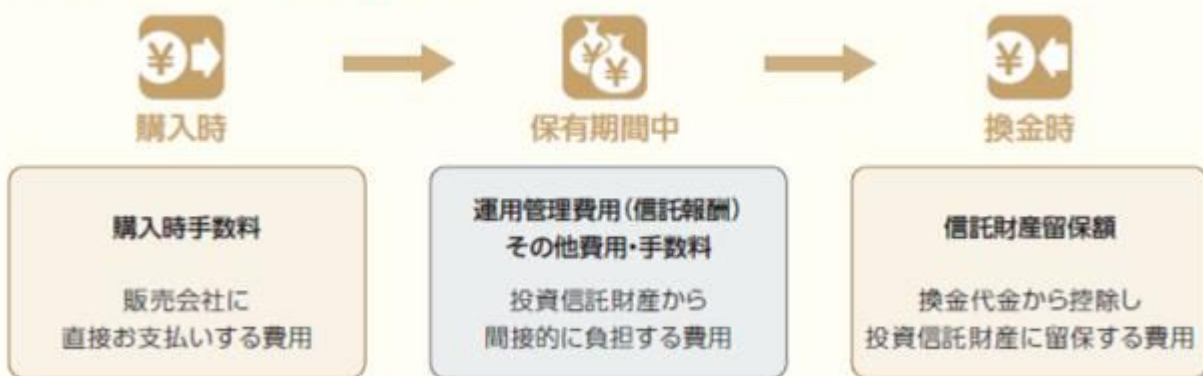 購入時
保有期間中
換金時
購入時手数料
販売会社に
直接お支払いする費用
運用管理費用(信託報酬)
その他費用・手数料
投資信託財産から
間接的に負担する費用
信託財産留保額
換金代金から控除し
投資信託財産に留保する費用